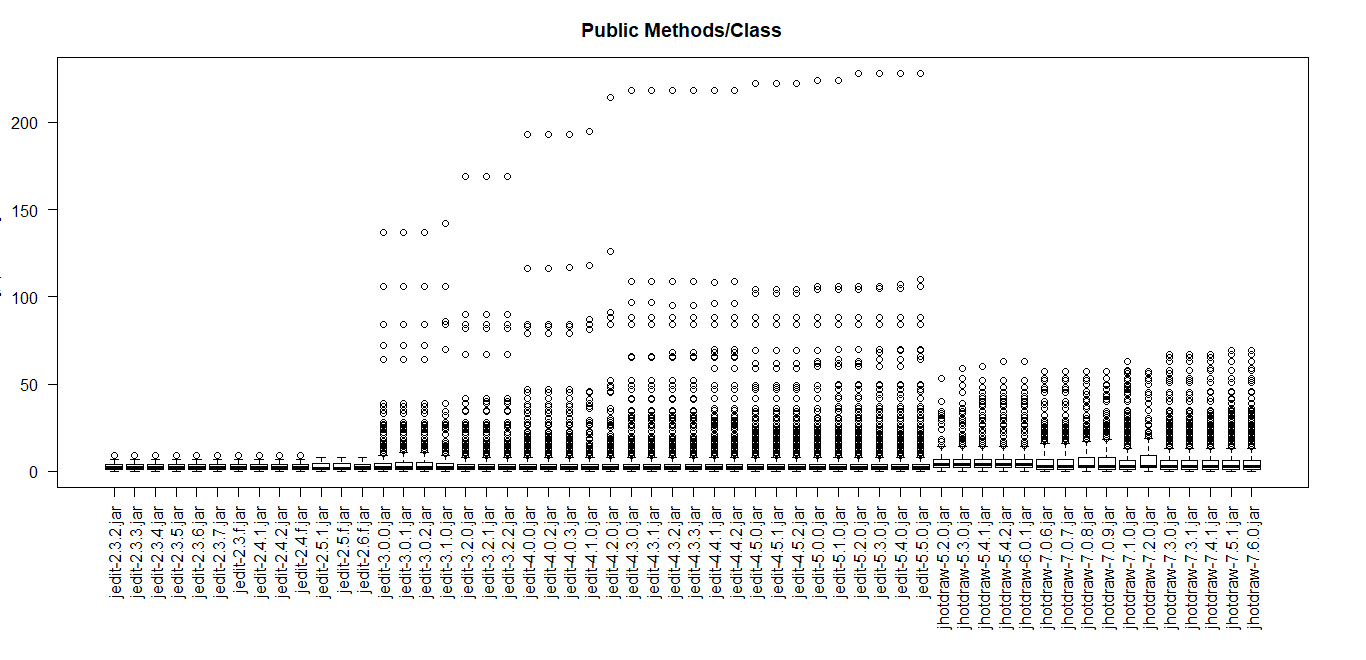 Public Methods/Class
200
150
100
50
0
jedit-2.3.2.jar
jedit-2.3.3.jar
jedit-2.3.4.jar
jedit-2.3.5.jar
jedit-2.3.6.jar
jedit-2.3.7.jar
jedit-2.3.f.jar
jedit-2.4.1.jar
jedit-2.4.2.jar
jedit-2.4.f.jar
jedit-2.5.1.jar
jedit-2.5.f.jar
jedit-2.6.f.jar
jedit-3.0.0.jar
jedit-3.0.1.jar
jedit-3.0.2.jar
jedit-3.1.0.jar
jedit-3.2.0.jar
jedit-3.2.1.jar
jedit-3.2.2.jar
jedit-4.0.0.jar
jedit-4.0.2.jar
jedit-4.0.3.jar
jedit-4.1.0.jar
jedit-4.2.0.jar
jedit-4.3.0.jar
jedit-4.3.1.jar
jedit-4.3.2.jar
jedit-4.3.3.jar
jedit-4.4.1.jar
jedit-4.4.2.jar
jedit-4.5.0.jar
jedit-4.5.1.jar
jedit-4.5.2.jar
jedit-5.0.0.jar
jedit-5.1.0.jar
jedit-5.2.0.jar
jedit-5.3.0.jar
jedit-5.4.0.jar
jedit-5.5.0.jar
jhotdraw-5.2.0.jar
jhotdraw-5.3.0.jar
jhotdraw-5.4.1.jar
jhotdraw-5.4.2.jar
jhotdraw-6.0.1.jar
jhotdraw-7.0.6.jar
jhotdraw-7.0.7.jar
jhotdraw-7.0.8.jar
jhotdraw-7.0.9.jar
jhotdraw-7.1.0.jar
jhotdraw-7.2.0.jar
jhotdraw-7.3.0.jar
jhotdraw-7.3.1.jar
jhotdraw-7.4.1.jar
jhotdraw-7.5.1.jar
jhotdraw-7.6.0.jar